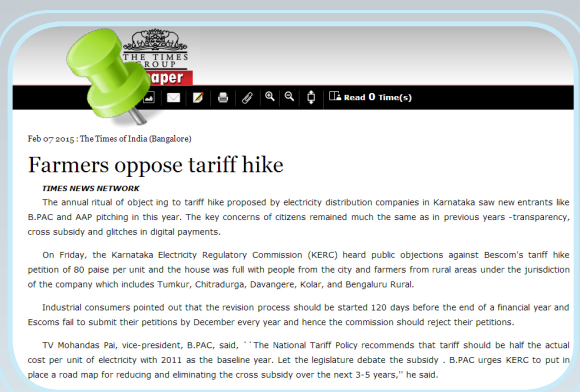 THE TIMES
GROUP
aper
Read 0 Time(s)
Feb 07 2015 : The Times of India (Bangalore)
Farmers oppose tariff hike
TIMES NEWS NETWORK
The annual ritual of object ing to tariff hike proposed by electricity distribution companies in Karnataka saw new entrants like
B.PAC and AAP pitching in this year. The key concerns of citizens remained much the same as in previous years -transparency,
cross subsidy and glitches in digital payments.
On Friday, the Karnataka Electricity Regulatory Commission (KERC) heard public objections against Bescom's tariff hike
petition of 80 paise per unit and the house was full with people from the city and farmers from rural areas under the jurisdiction
of the company which includes Tumkur, Chitradurga, Davangere, Kolar, and Bengaluru Rural.
Industrial consumers pointed out that the revision process should be started 120 days before the end of a financial year and
Escoms fail to submit their petitions by December every year and hence the commission should reject their petitions.
TV Mohandas Pai, vice-president, B.PAC, said, ``The National Tariff Policy recommends that tariff should be half the actual
cost per unit of electricity with 2011 as the baseline year. Let the legislature debate the subsidy . B.PAC urges KERC to put in
place a road map for reducing and eliminating the cross subsidy over the next 3-5 years,'' he said.